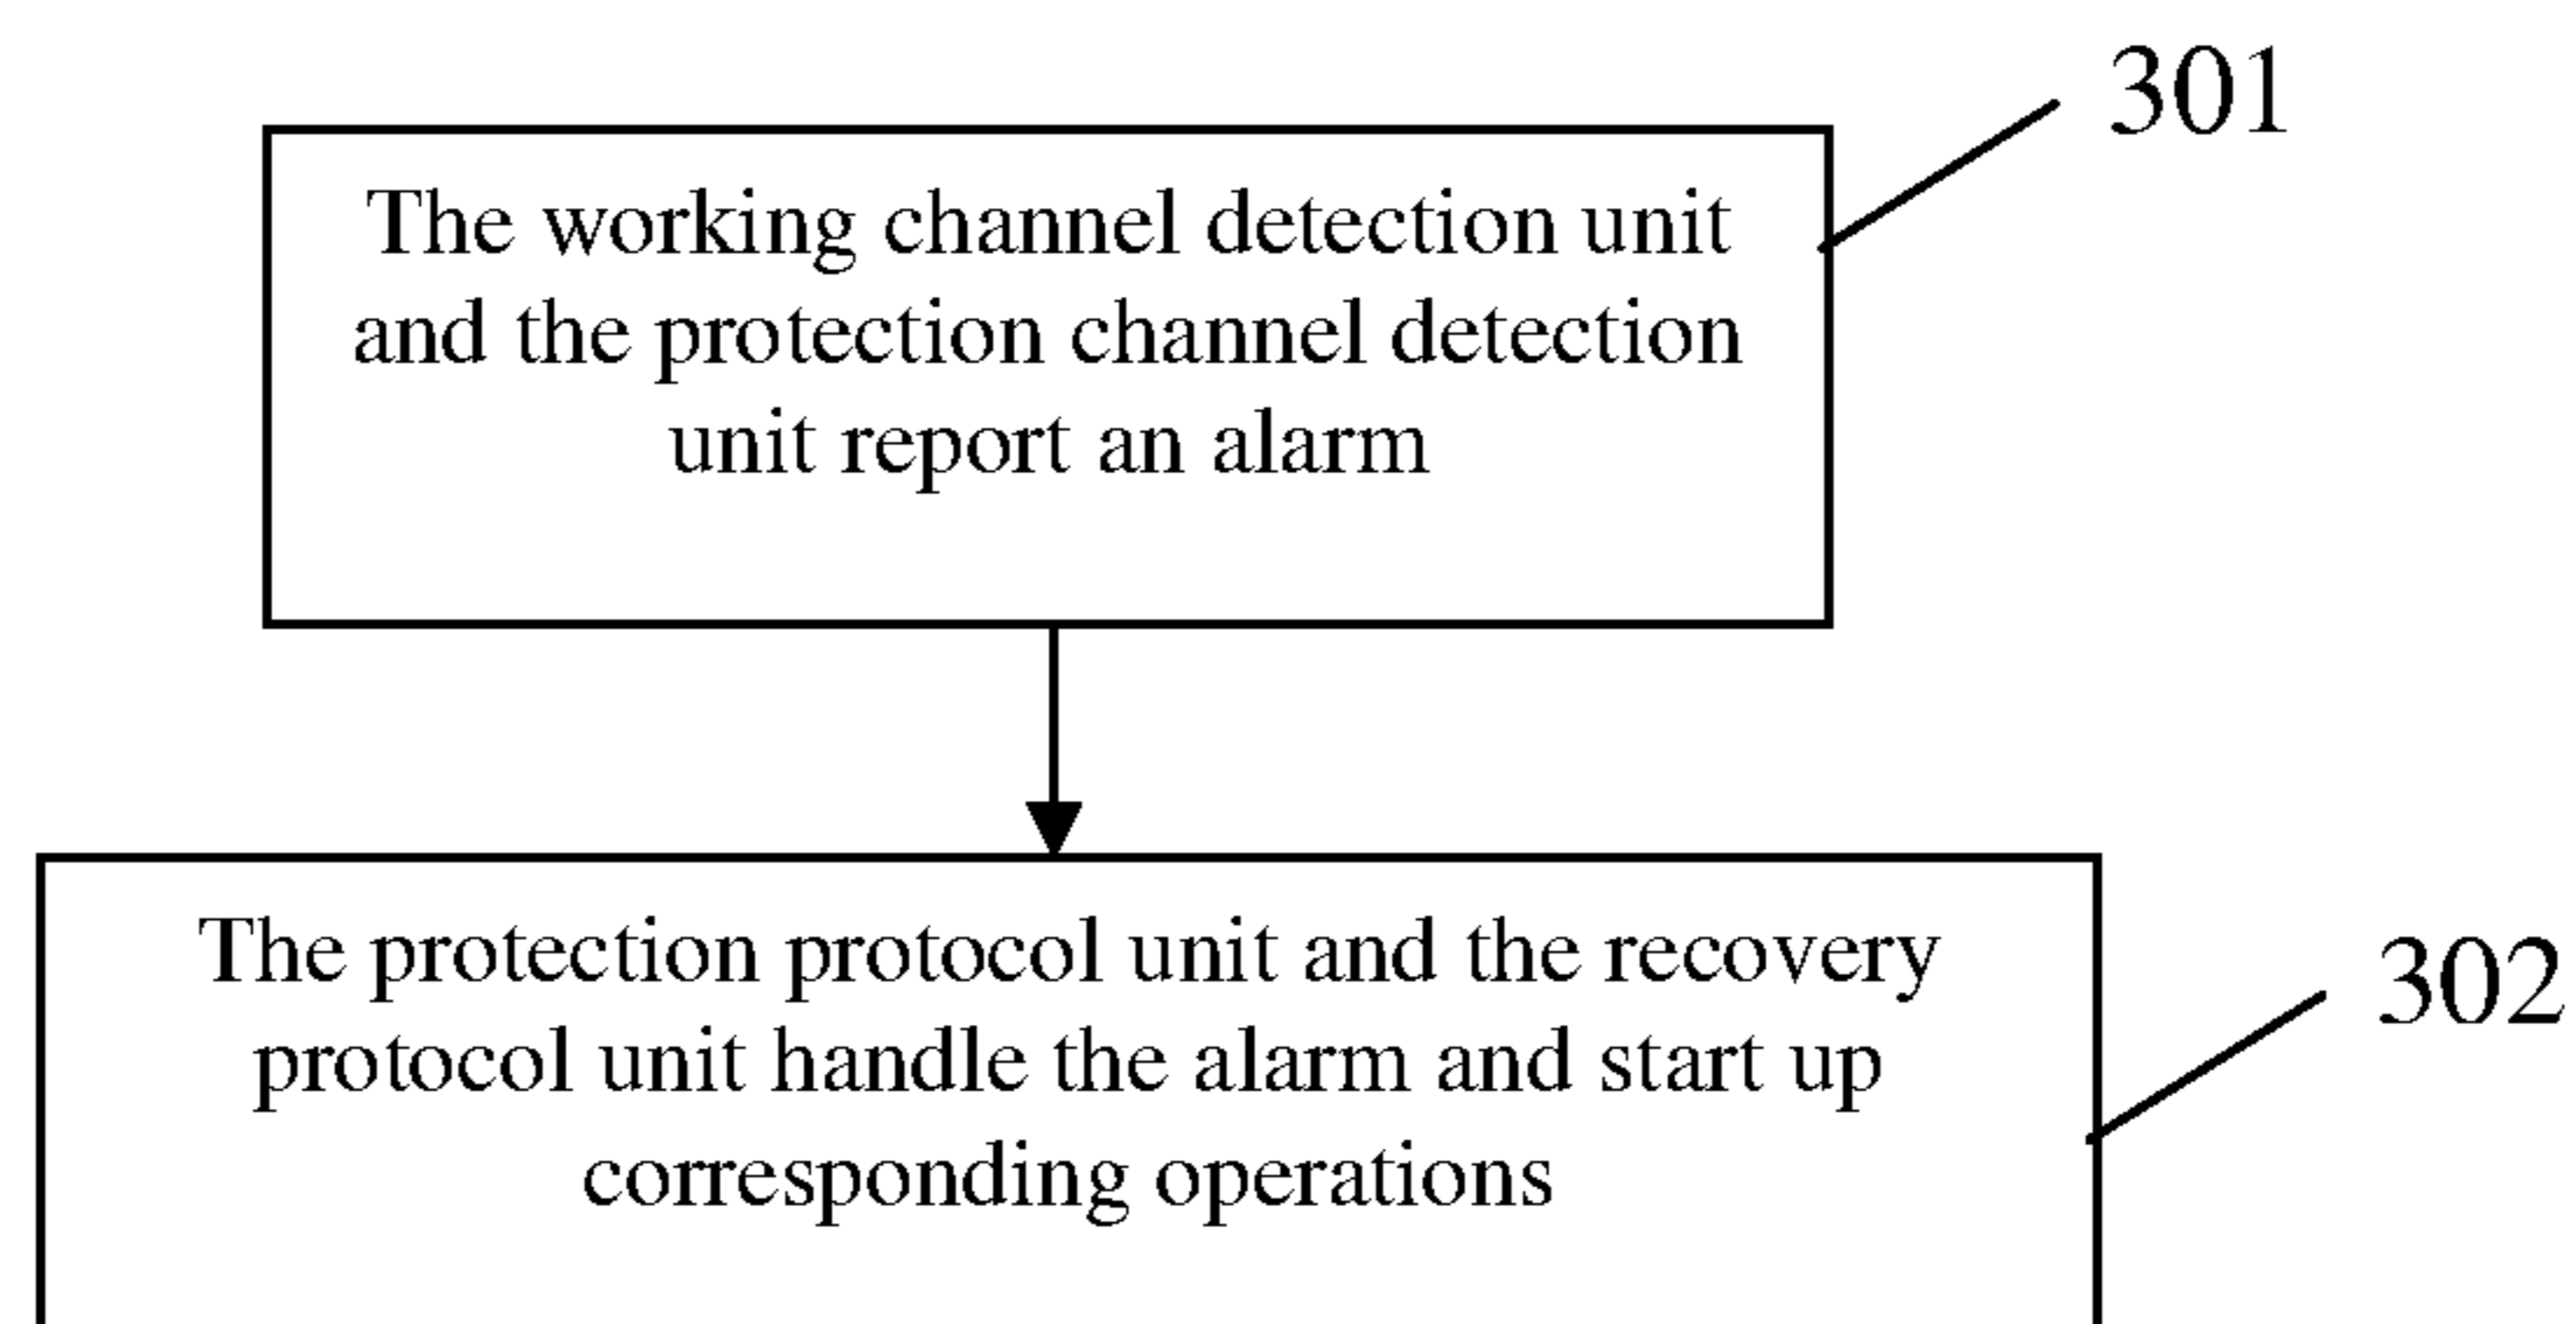 301
The working channel detection unit
and the protection channel detection
unit report an alarm
The protection protocol unit and the recovery
protocol unit handle the alarm and start up
corresponding operations
302